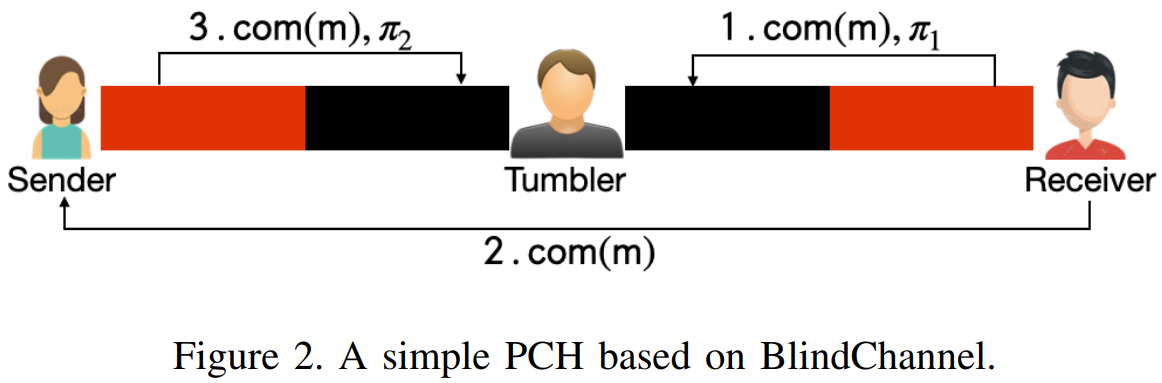 3.com(m), π₂
1.com(m), π₁
Sender
Tumbler
Receiver
2.com(m)
Figure 2. A simple PCH based on BlindChannel.